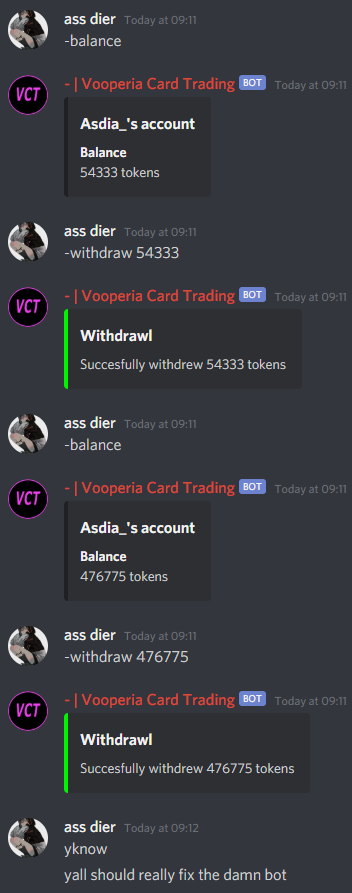 ass dier Today at 09:11
-balance
VCT
- | Vooperia Card Trading BOT Today at 09:11
Asdia_'s account
Balance
54333 tokens
ass dier Today at 09:11
-withdraw 54333
VCT
- | Vooperia Card Trading BOT Today at 09:11
Withdrawl
Succesfully withdrew 54333 tokens
ass dier Today at 09:11
-balance
VCT
- | Vooperia Card Trading BOT Today at 09:11
Asdia_'s account
Balance
476775 tokens
ass dier Today at 09:11
-withdraw 476775
VCT
- | Vooperia Card Trading BOT Today at 09:11
Withdrawl
Succesfully withdrew 476775 tokens
ass dier Today at 09:12
yknow
yall should really fix the damn bot